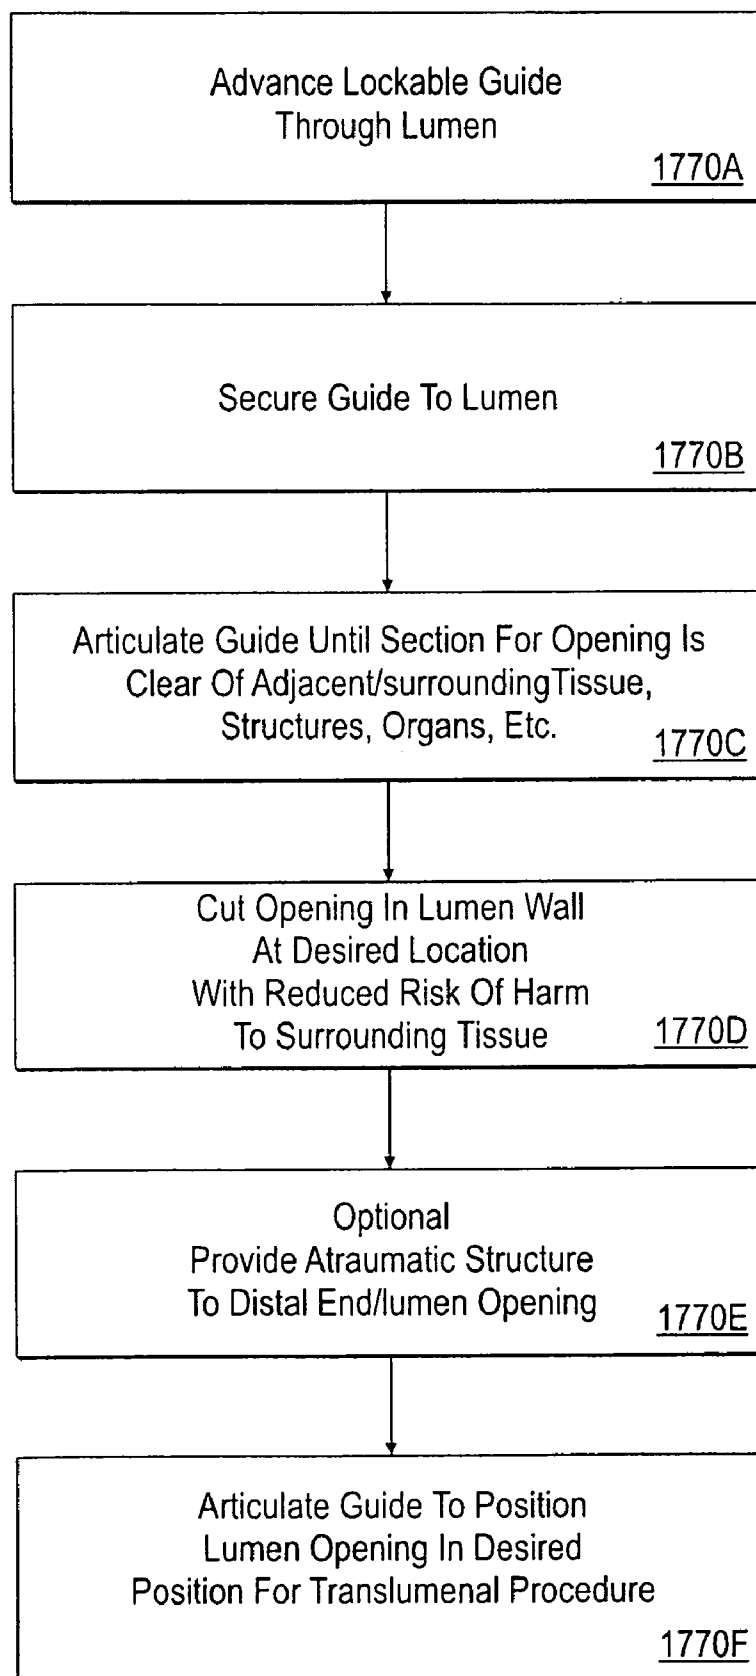 Advance Lockable Guide
Through Lumen
1770A
Secure Guide To Lumen
1770B
Articulate Guide Until Section For Opening Is
Clear Of Adjacent/surroundingTissue,
Structures, Organs, Etc.
1770C
Cut Opening In Lumen Wall
At Desired Location
With Reduced Risk Of Harm
To Surrounding Tissue
1770D
Optional
Provide Atraumatic Structure
To Distal End/lumen Opening
1770E
Articulate Guide To Position
Lumen Opening In Desired
Position For Translumenal Procedure
1770F